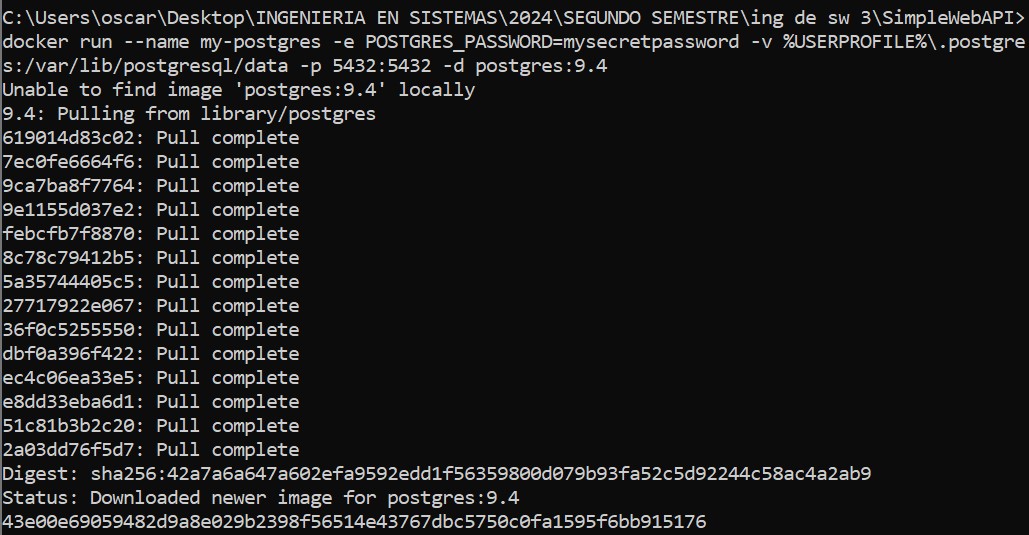 C:\Users\oscar\Desktop\INGENIERIA EN SISTEMAS\2024\SEGUNDO SEMESTRE\ing de sw 3\SimpleWebAPI>
docker run --name my-postgres -e POSTGRES_PASSWORD=mysecretpassword -v %USERPROFILE%\.postgre
s:/var/lib/postgresql/data -p 5432:5432 -d postgres:9.4
Unable to find image 'postgres:9.4' locally
9.4: Pulling from library/postgres
619014d83c02: Pull complete
7ec0fe6664f6: Pull complete
9ca7ba8f7764: Pull complete
9e1155d037e2: Pull complete
febcfb7f8870: Pull complete
8c78c79412b5: Pull complete
5a35744405c5: Pull complete
27717922e067: Pull complete
36f0c5255550: Pull complete
dbf0a396f422: Pull complete
ec4c06ea33e5: Pull complete
e8dd33eba6d1: Pull complete
51c81b3b2c20: Pull complete
2a03dd76f5d7: Pull complete
Digest: sha256:42a7a6a647a602efa9592edd1f56359800d079b93fa52c5d92244c58ac4a2ab9
Status: Downloaded newer image for postgres:9.4
43e00e69059482d9a8e029b2398f56514e43767dbc5750c0fa1595f6bb915176